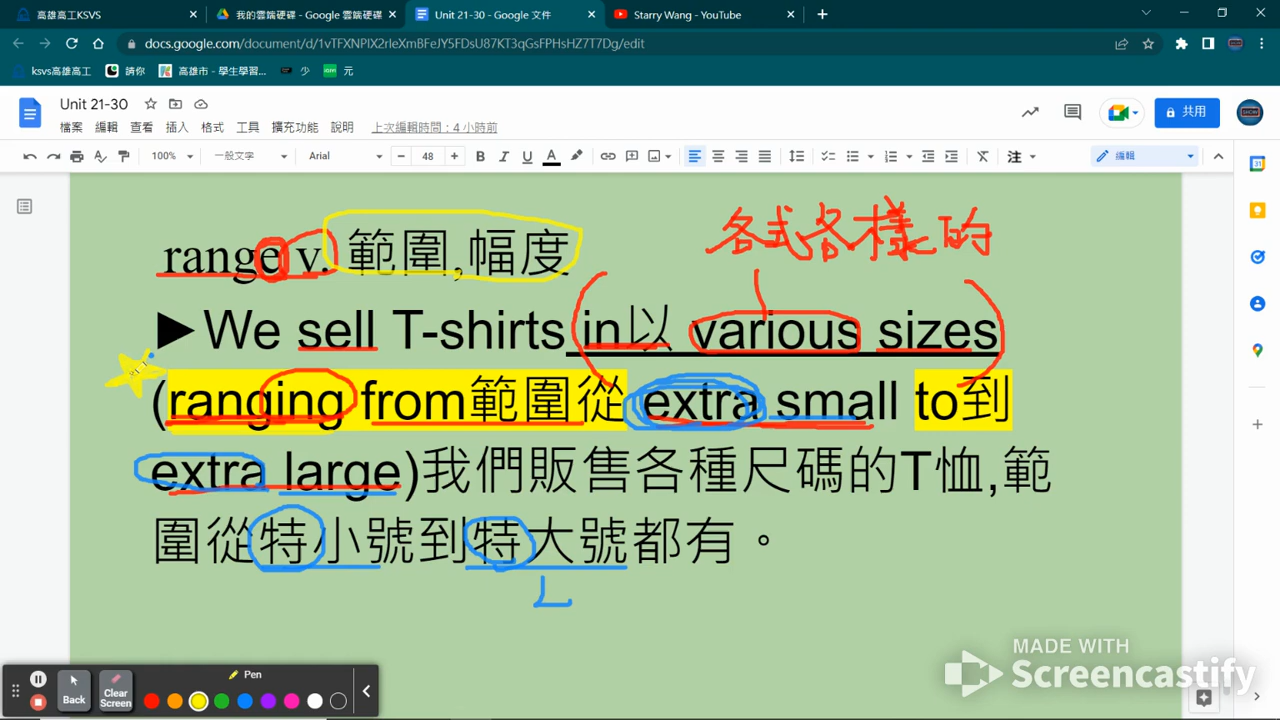 高雄高工KSVS
我的雲端硬碟 - Google 雲端硬碟
Unit 21-30 - Google 文件
Starry Wang - YouTube
docs.google.com/document/d/1vTFXNPlX2rIeXmBFeJY5FDsU87KT3qGsFPHsHZ7T7Dg/edit
ksvs高雄高工
請你
高雄市 - 學生學習...
少
元
Unit 21-30
檔案 編輯 查看 插入 格式 工具 擴充功能 說明 上次編輯時間：4 小時前
共用
100% 一般文字 Arial 48 B I U A 注 編輯
各式各樣的
range v. 範圍,幅度
►We sell T-shirts in以 various sizes
(ranging from範圍從 extra small to到
extra large)我們販售各種尺碼的T恤,範
圍從特小號到特大號都有。
L
MADE WITH
Screencastify
Pen
Back
Clear
Screen